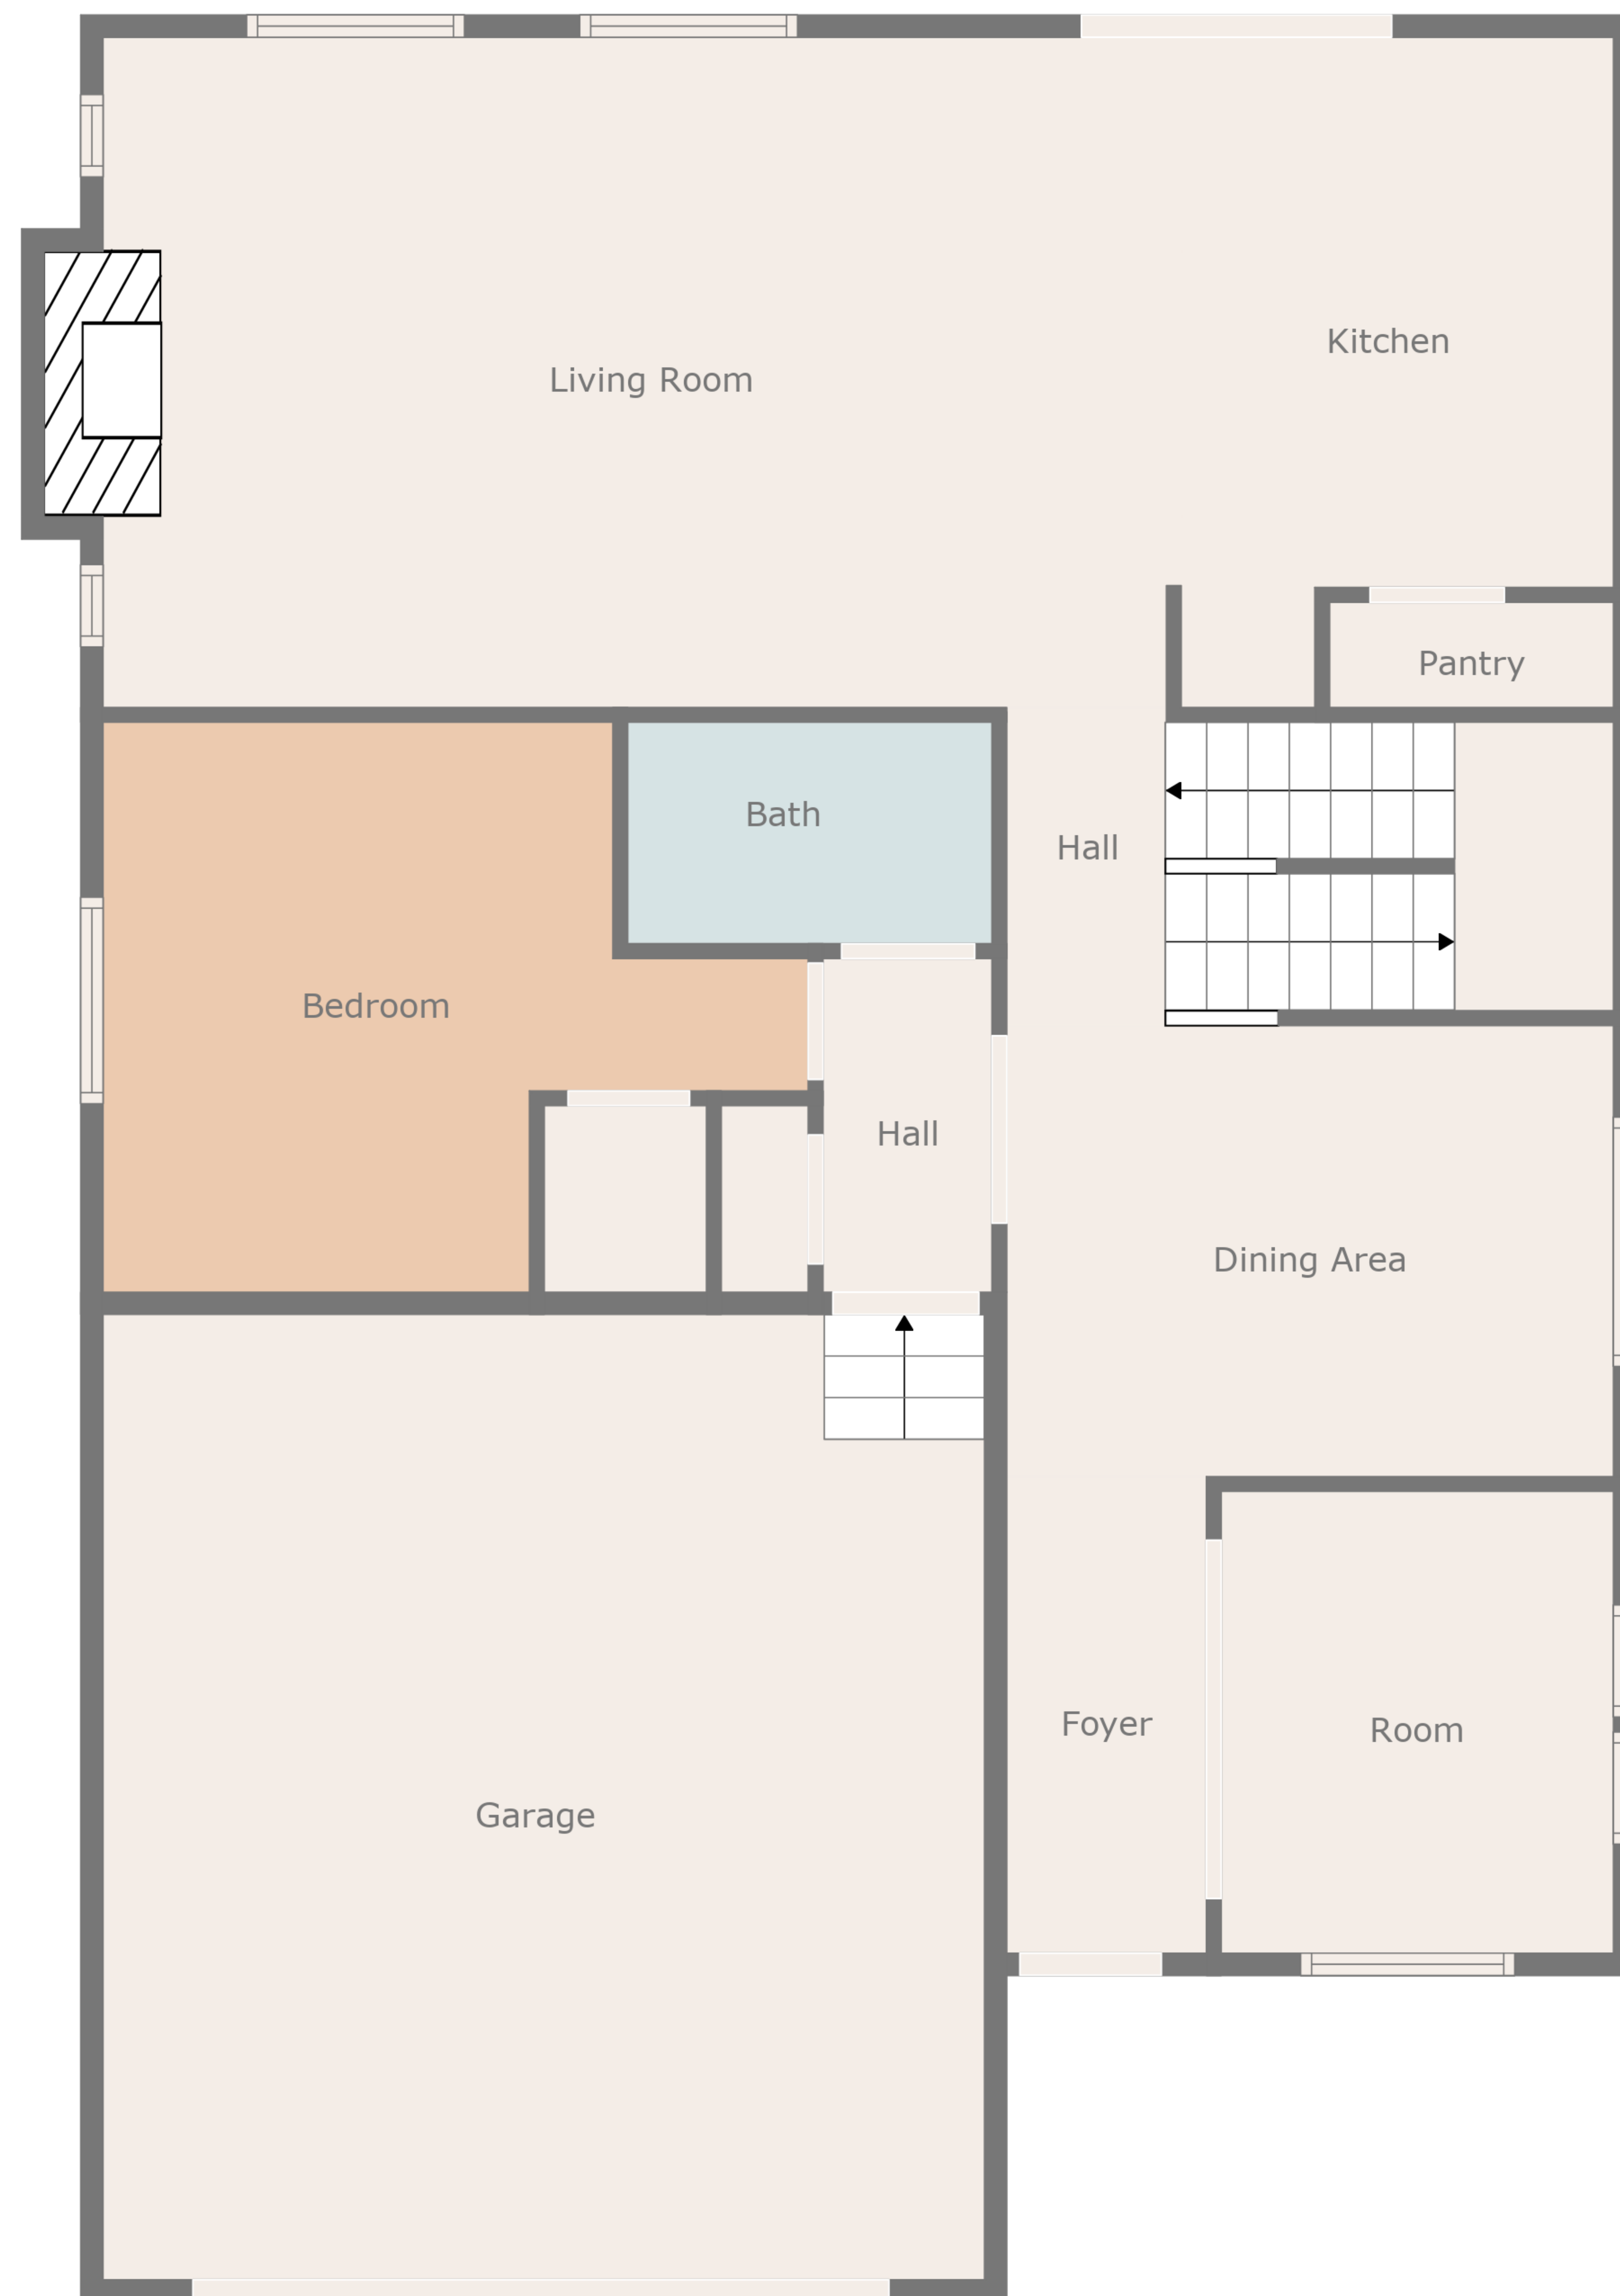 Kitchen
Living Room
Pantry
Bath
Hall
Bedroom
Hall
Dining Area
Foyer
Room
Garage